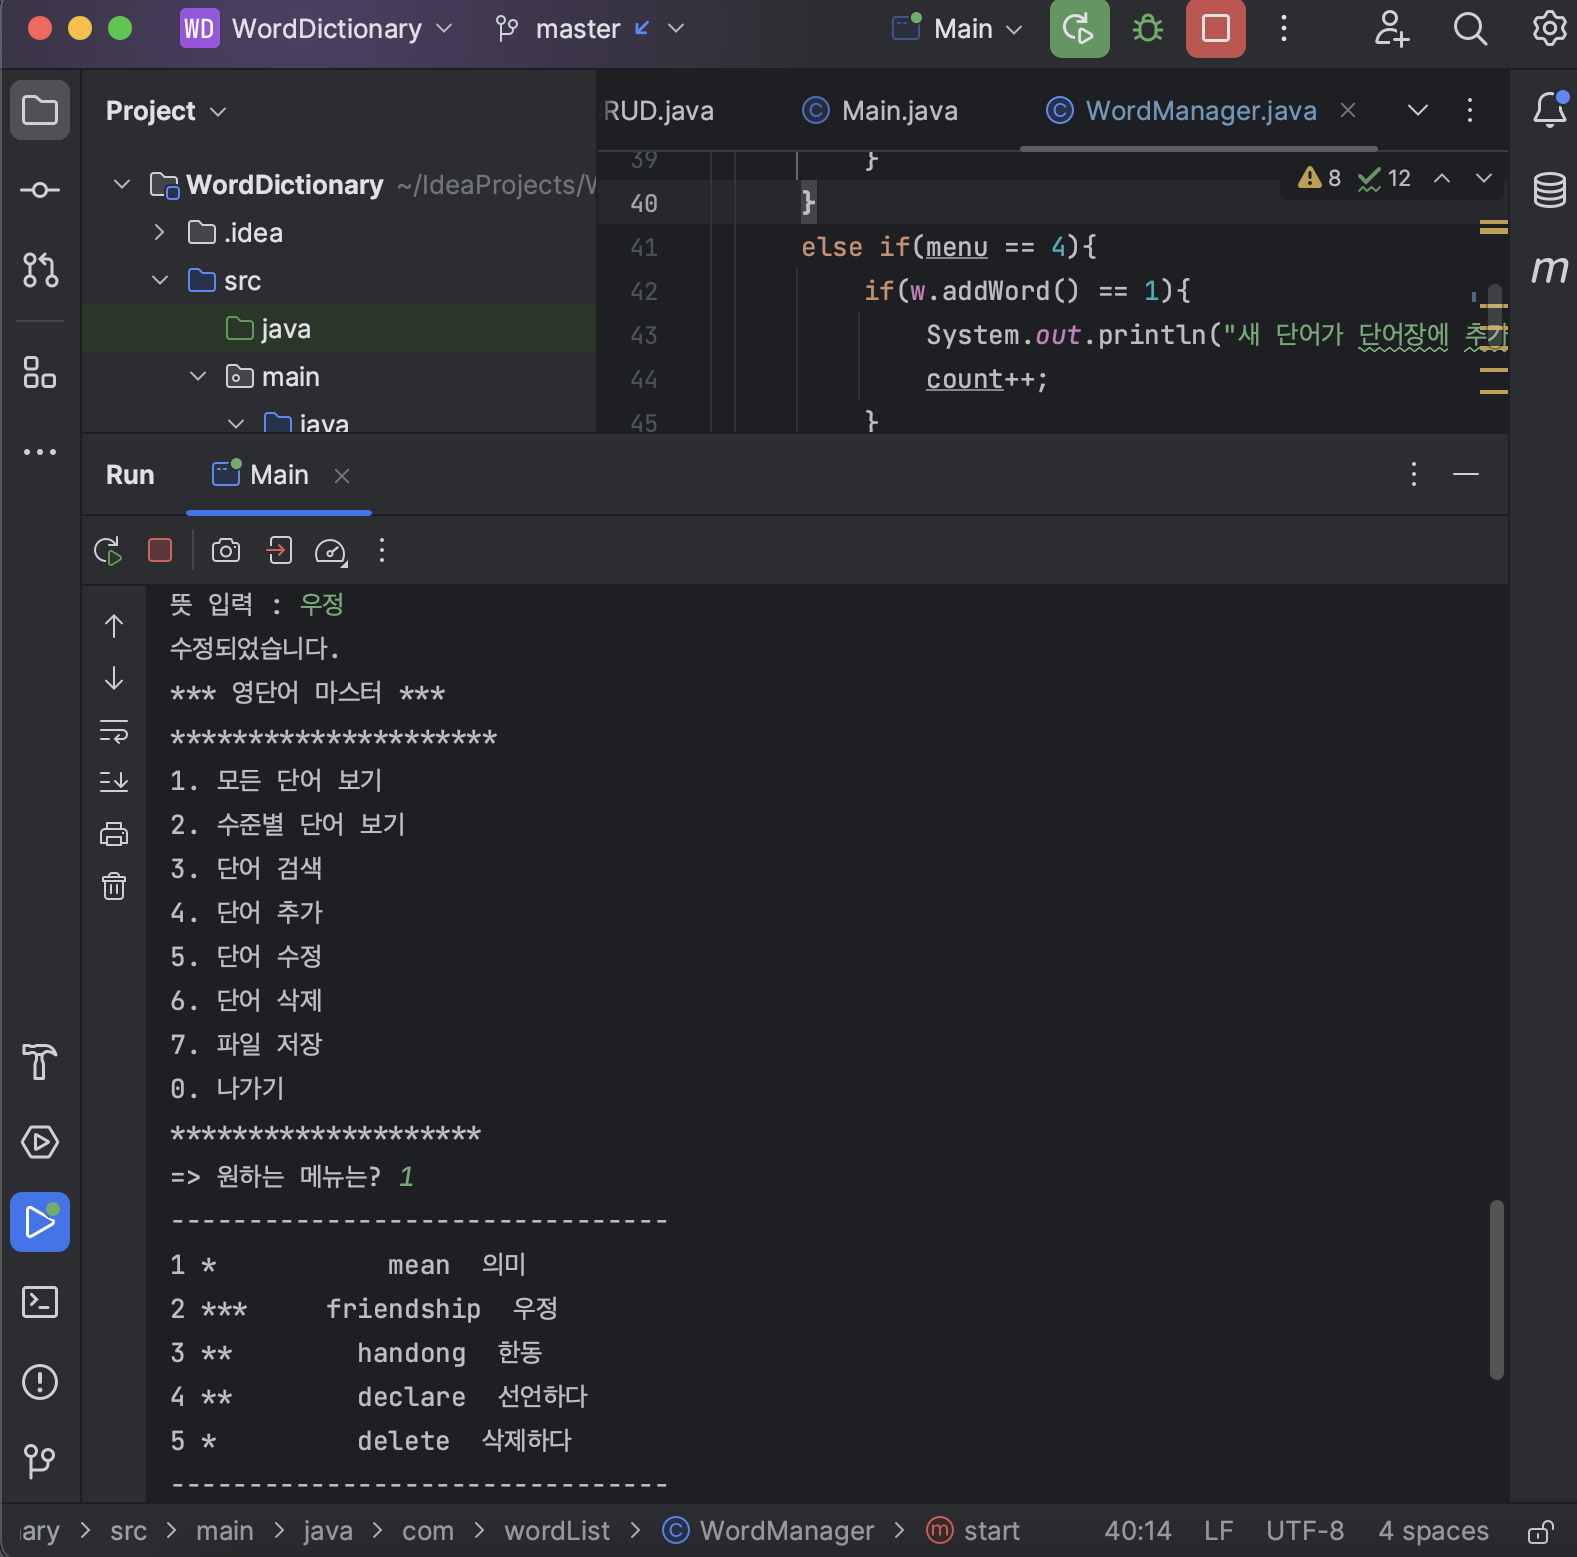 WD WordDictionary master Main
Project
RUD.java Main.java WordManager.java
WordDictionary ~/IdeaProjects/W
.idea
src
java
main
java
8 12
39 }
40 }
41 else if(menu == 4){
42 if(w.addWord() == 1){
43 System.out.println("새 단어가 단어장에 추가
44 count++;
45 }
m
Run Main
뜻 입력 : 우정
수정되었습니다.
*** 영단어 마스터 ***
*********************
1. 모든 단어 보기
2. 수준별 단어 보기
3. 단어 검색
4. 단어 추가
5. 단어 수정
6. 단어 삭제
7. 파일 저장
0. 나가기
********************
=> 원하는 메뉴는? 1
--------------------------------
1 * mean 의미
2 *** friendship 우정
3 ** handong 한동
4 ** declare 선언하다
5 * delete 삭제하다
--------------------------------
ary > src > main > java > com > wordList > C WordManager > m start 40:14 LF UTF-8 4 spaces